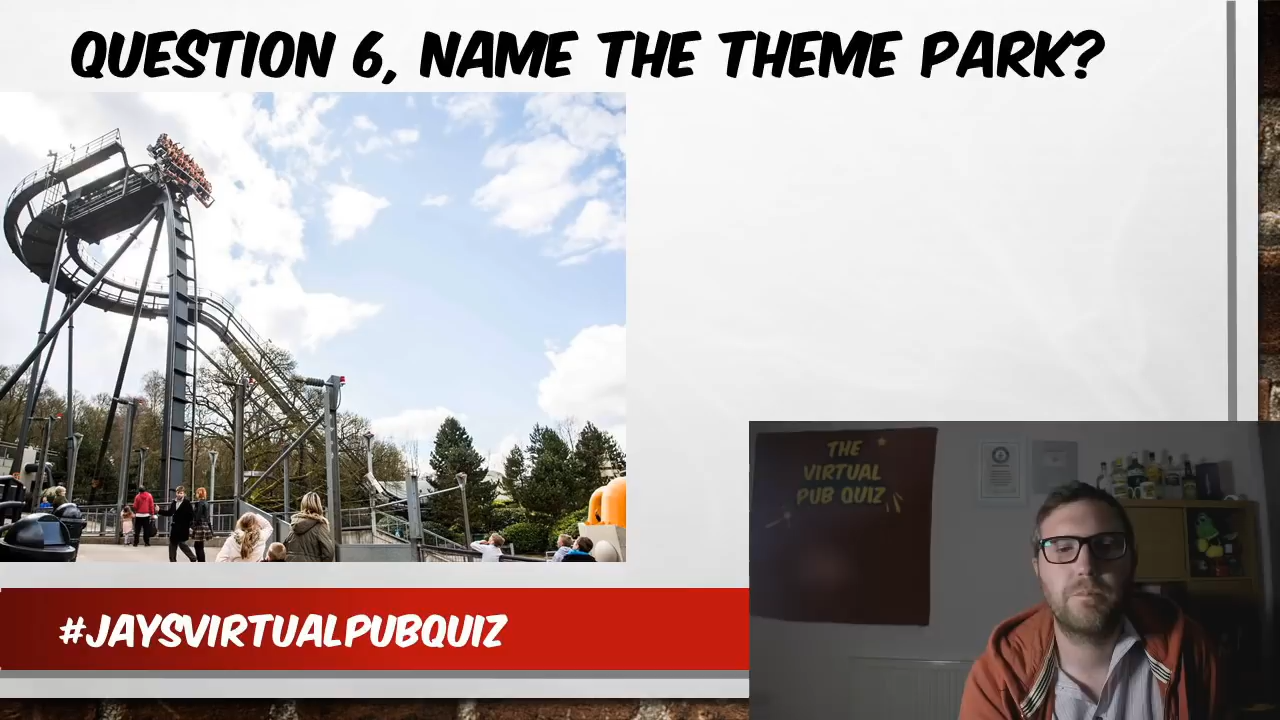 QUESTION 6, NAME THE THEME PARK?
THE
VIRTUAL
PUB QUIZ
#JAYSVIRTUALPUBQUIZ